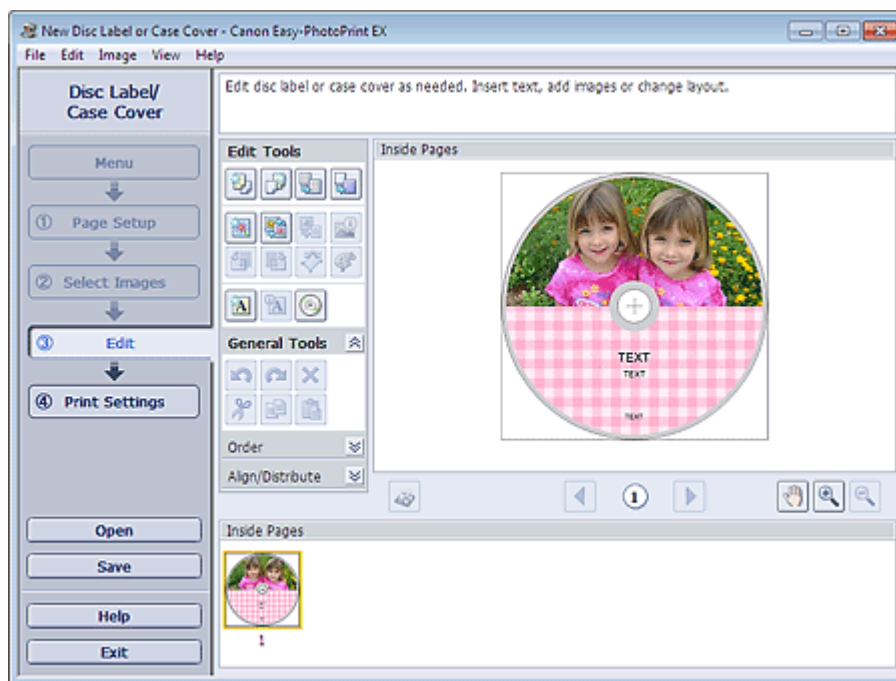 New Disc Label or Case Cover - Canon Easy-PhotoPrint EX
File Edit Image View Help
Disc Label/
Case Cover
Edit disc label or case cover as needed. Insert text, add images or change layout.
Menu
① Page Setup
② Select Images
③ Edit
④ Print Settings
Open
Save
Help
Exit
Edit Tools
A
A
General Tools
Order
Align/Distribute
Inside Pages
TEXT
TEXT
TEXT
1
Inside Pages
1